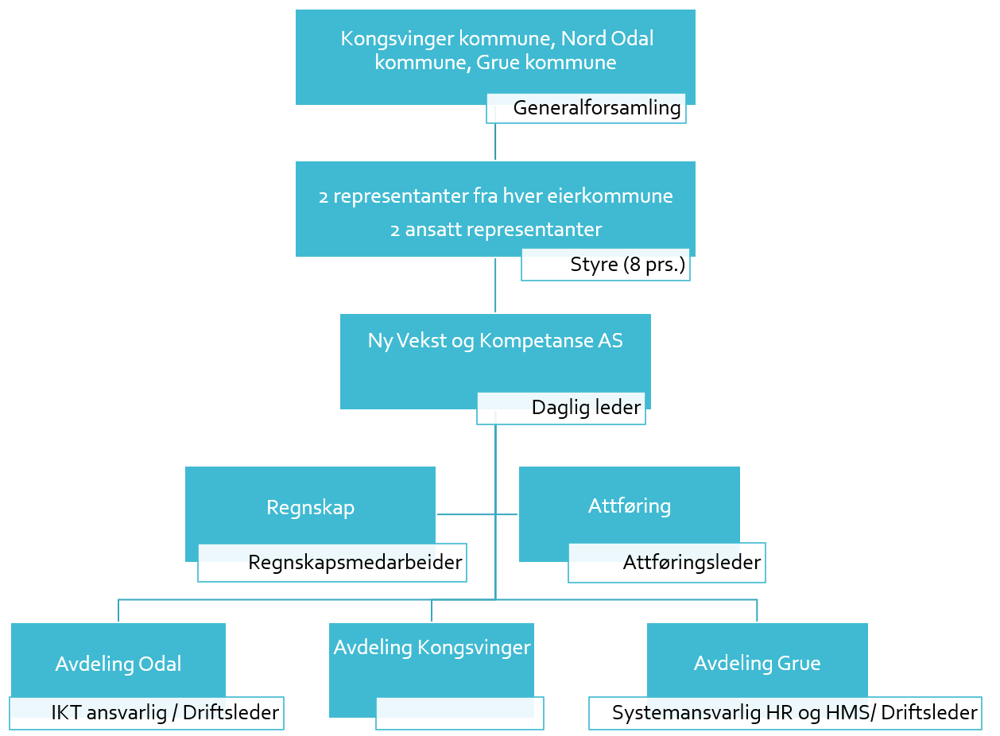 Kongsvinger kommune, Nord Odal
kommune, Grue kommune
Generalforsamling
2 representanter fra hver eierkommune
2 ansatt representanter
Styre (8 prs.)
Ny Vekst og Kompetanse AS
Daglig leder
Regnskap
Regnskapsmedarbeider
Attføring
Attføringsleder
Avdeling Odal
IKT ansvarlig / Driftsleder
Avdeling Kongsvinger
Avdeling Grue
Systemansvarlig HR og HMS/ Driftsleder